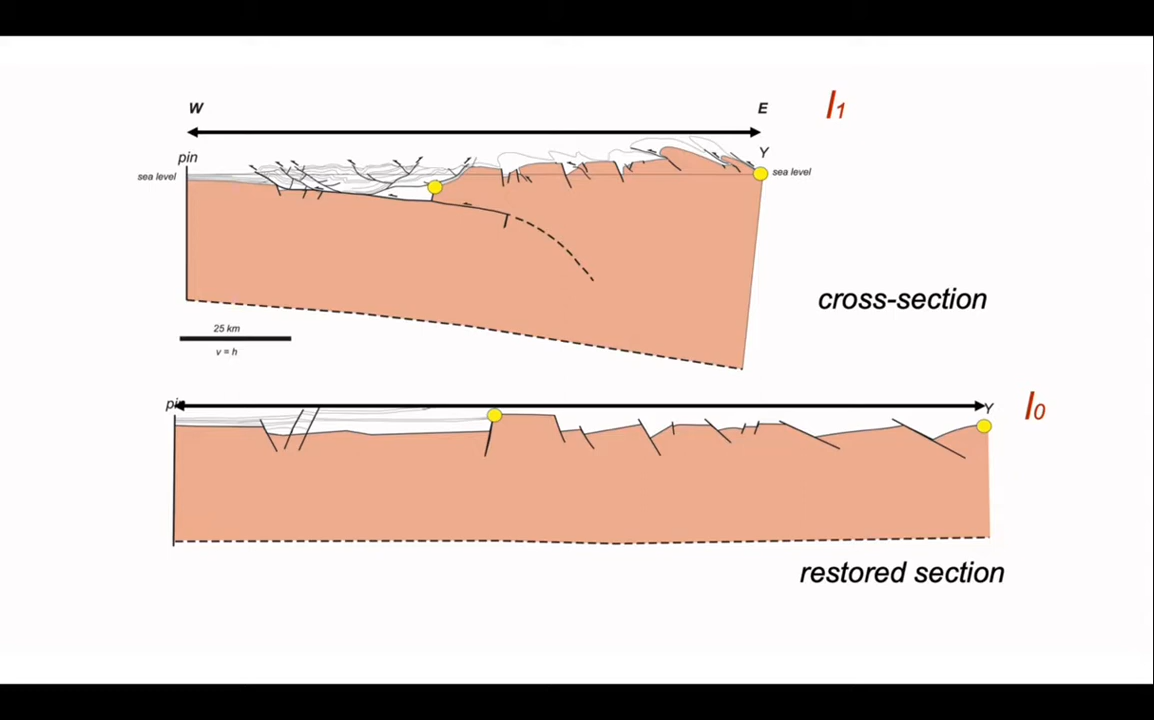 W
E
l1
pin
Y
sea level
sea level
cross-section
25 km
v = h
Y
l0
restored section